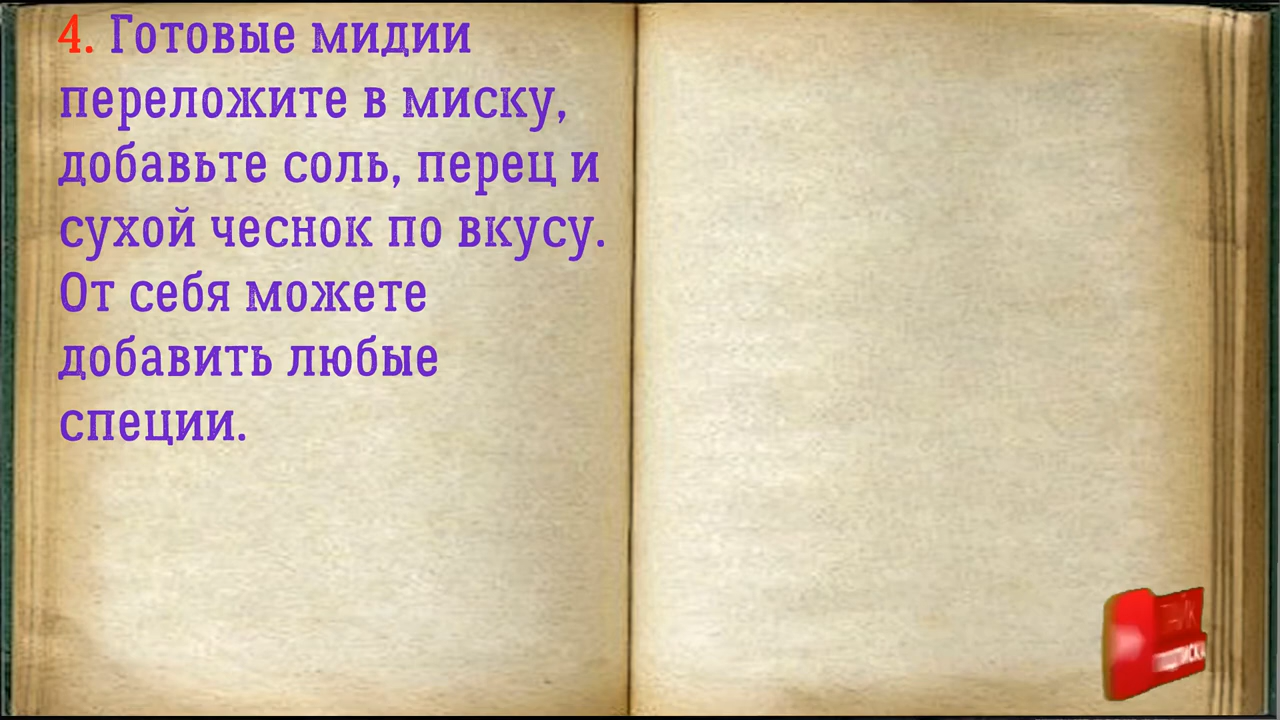 4. Готовые мидии
переложите в миску,
добавьте соль, перец и
сухой чеснок по вкусу.
От себя можете
добавить любые
специи.